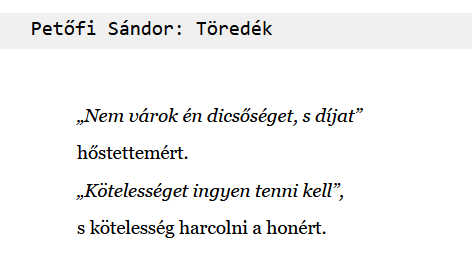 Petőfi Sándor: Töredék
„Nem várok én dicsőséget, s díjat”
hőstettemért.
„Kötelességet ingyen tenni kell”,
s kötelesség harcolni a honért.